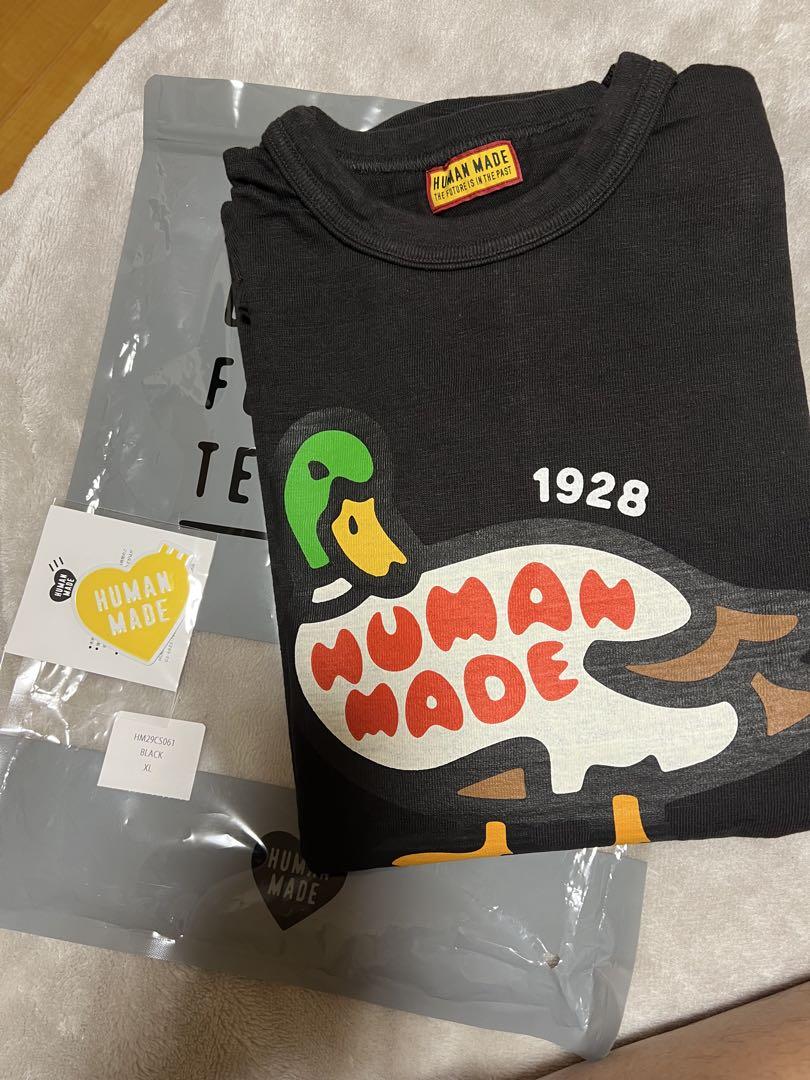 HUMAN MADE
THE FUTURE IS IN THE PAST
1928
HUMAN
MADE
F
TE
HUMAN
MADE
HUMAN
MADE
HM29CS061
BLACK
XL
HUMAN
MADE